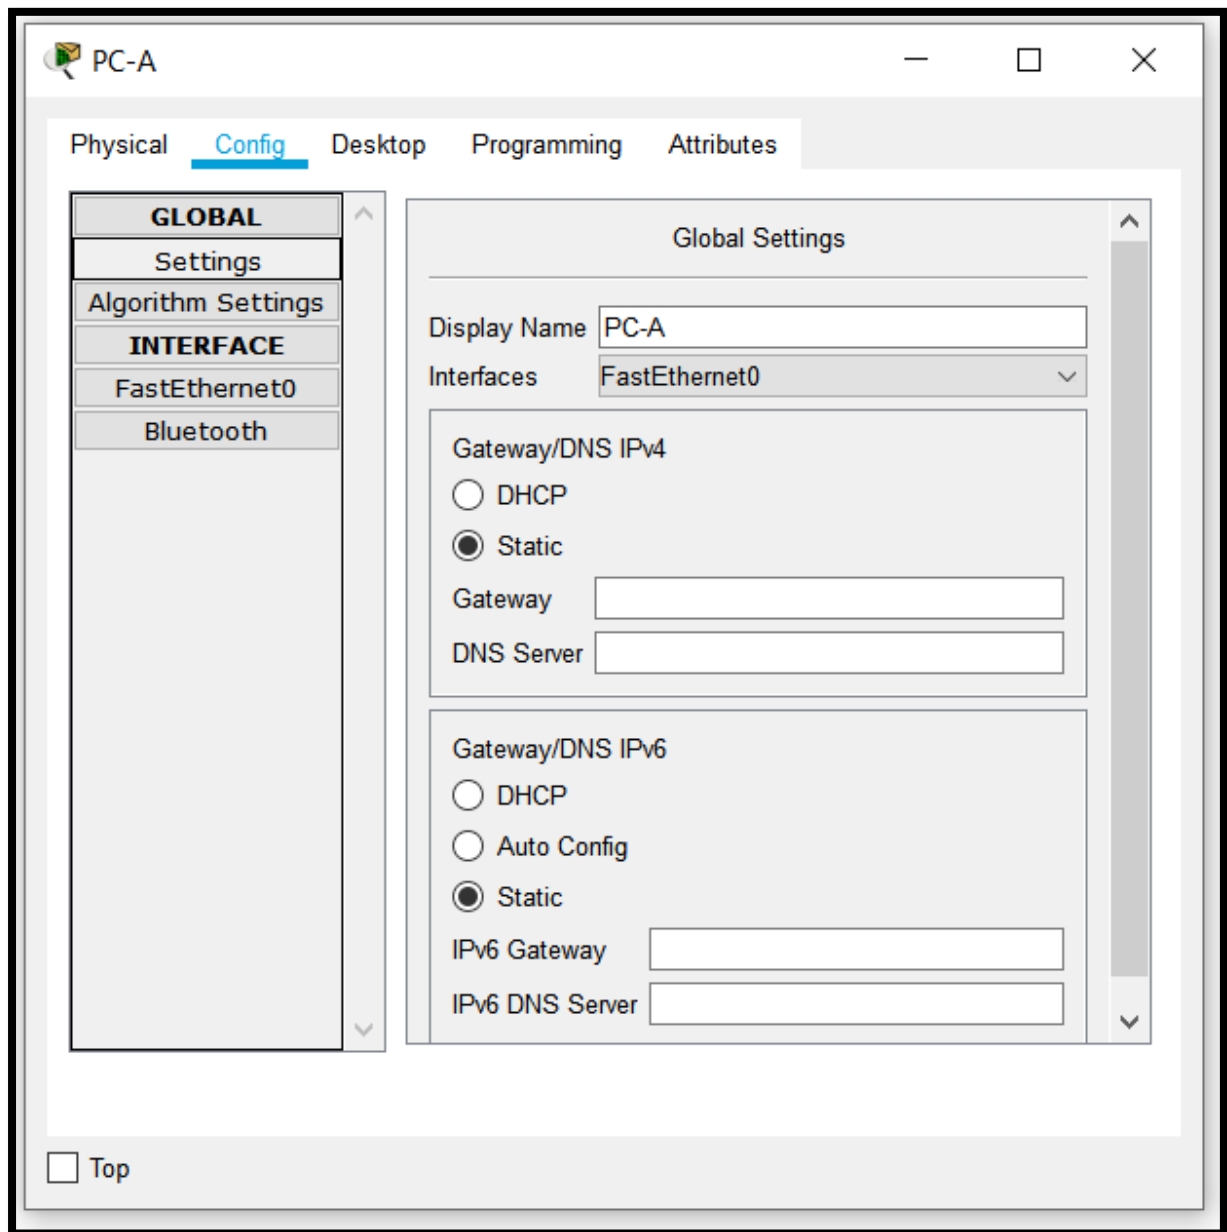 PC-A
Physical Config Desktop Programming Attributes
GLOBAL
Settings
Algorithm Settings
INTERFACE
FastEthernet0
Bluetooth
Global Settings
Display Name PC-A
Interfaces FastEthernet0
Gateway/DNS IPv4
DHCP
Static
Gateway
DNS Server
Gateway/DNS IPv6
DHCP
Auto Config
Static
IPv6 Gateway
IPv6 DNS Server
Top